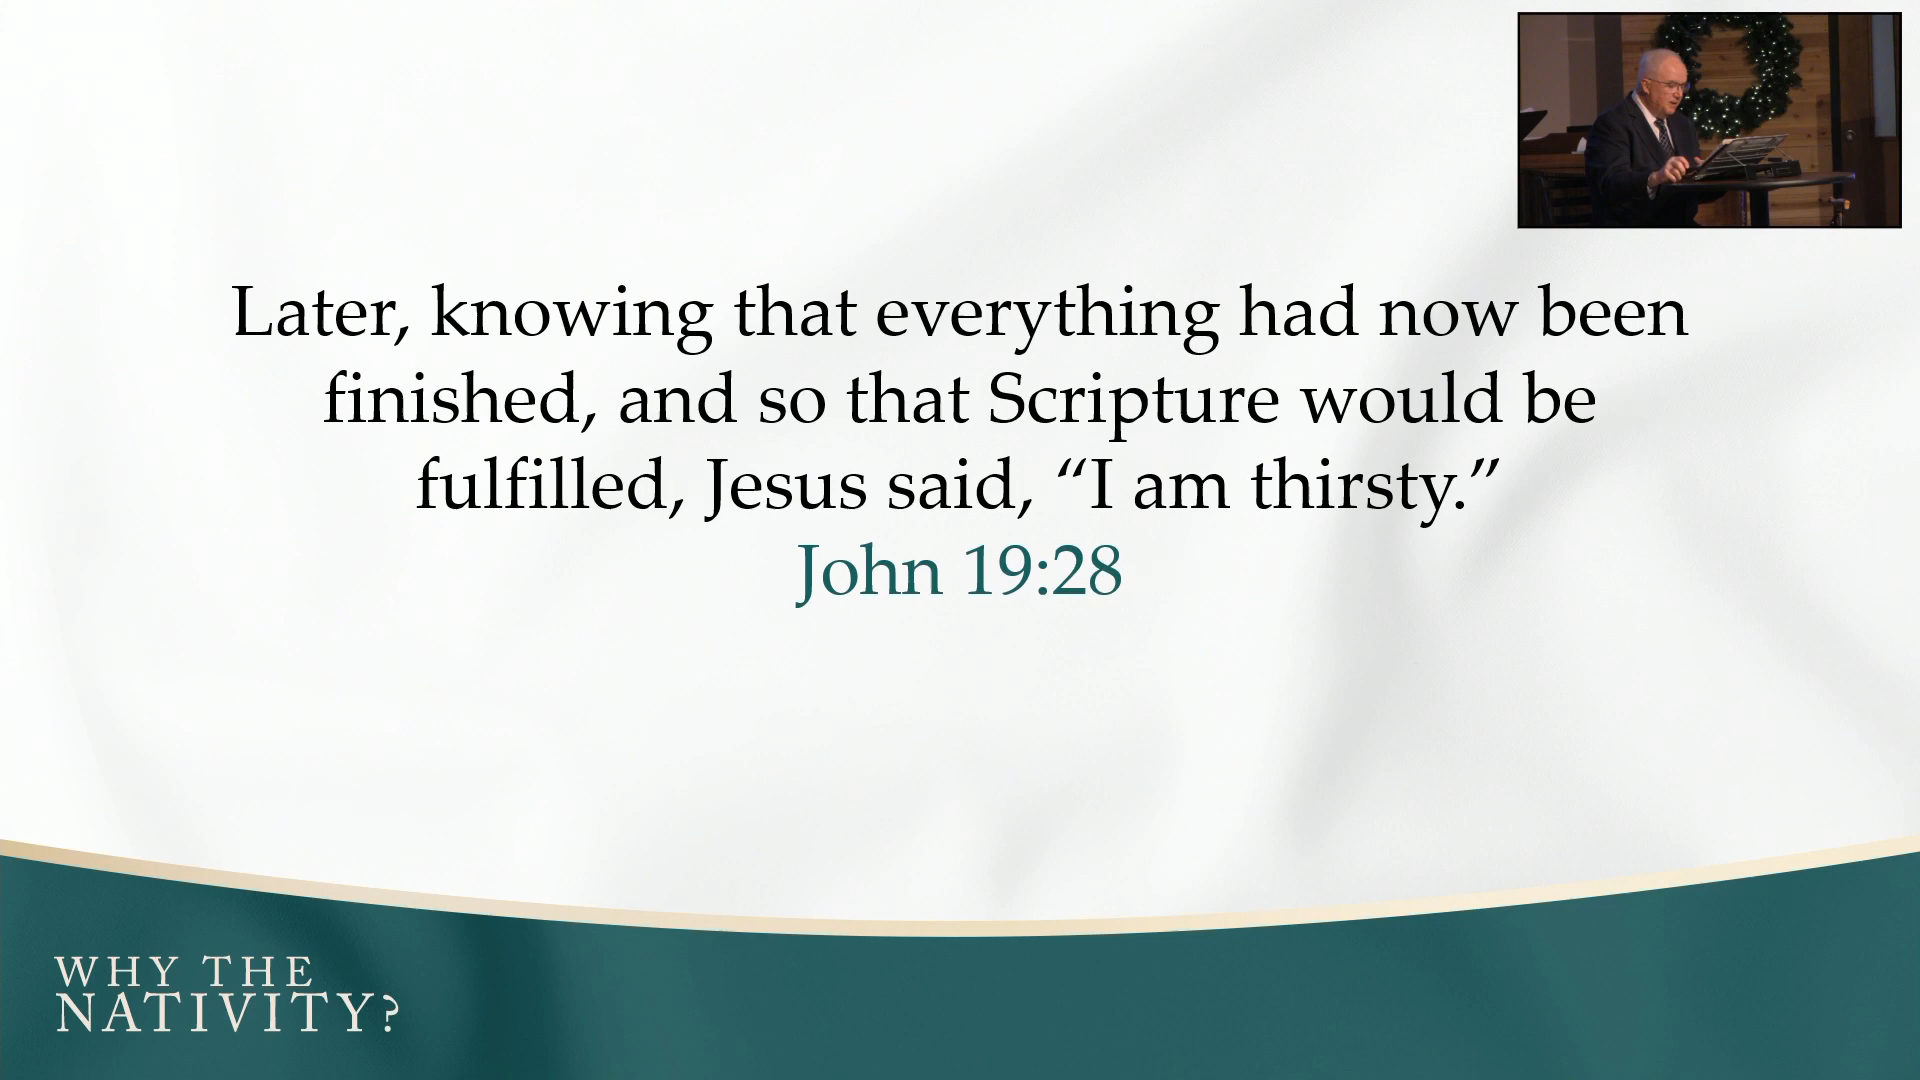 Later, knowing that everything had now been
finished, and so that Scripture would be
fulfilled, Jesus said, “I am thirsty.”
John 19:28
WHY THE
NATIVITY?